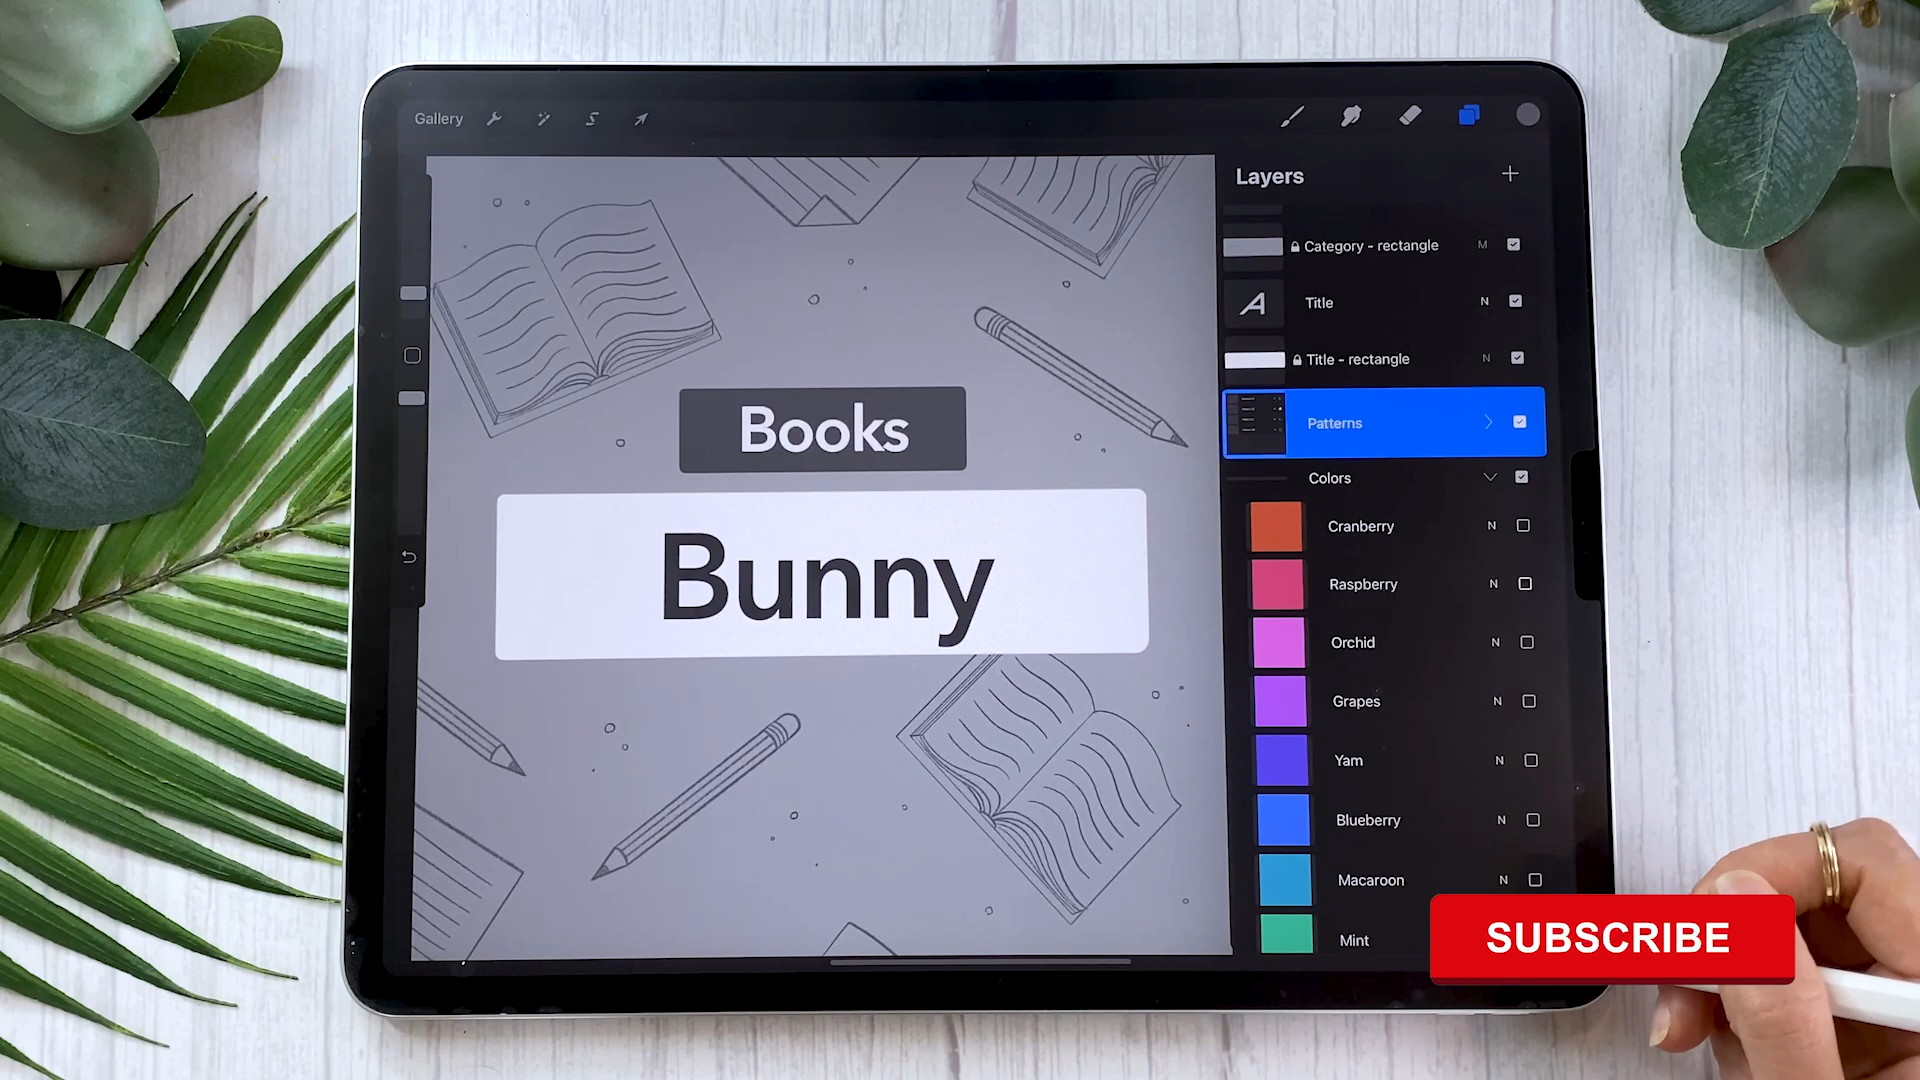 Gallery
Layers
Category - rectangle M
Title N
Title - rectangle N
Patterns
Colors
Cranberry N
Raspberry N
Orchid N
Grapes N
Yam N
Blueberry N
Macaroon N
Mint
Books
Bunny
SUBSCRIBE